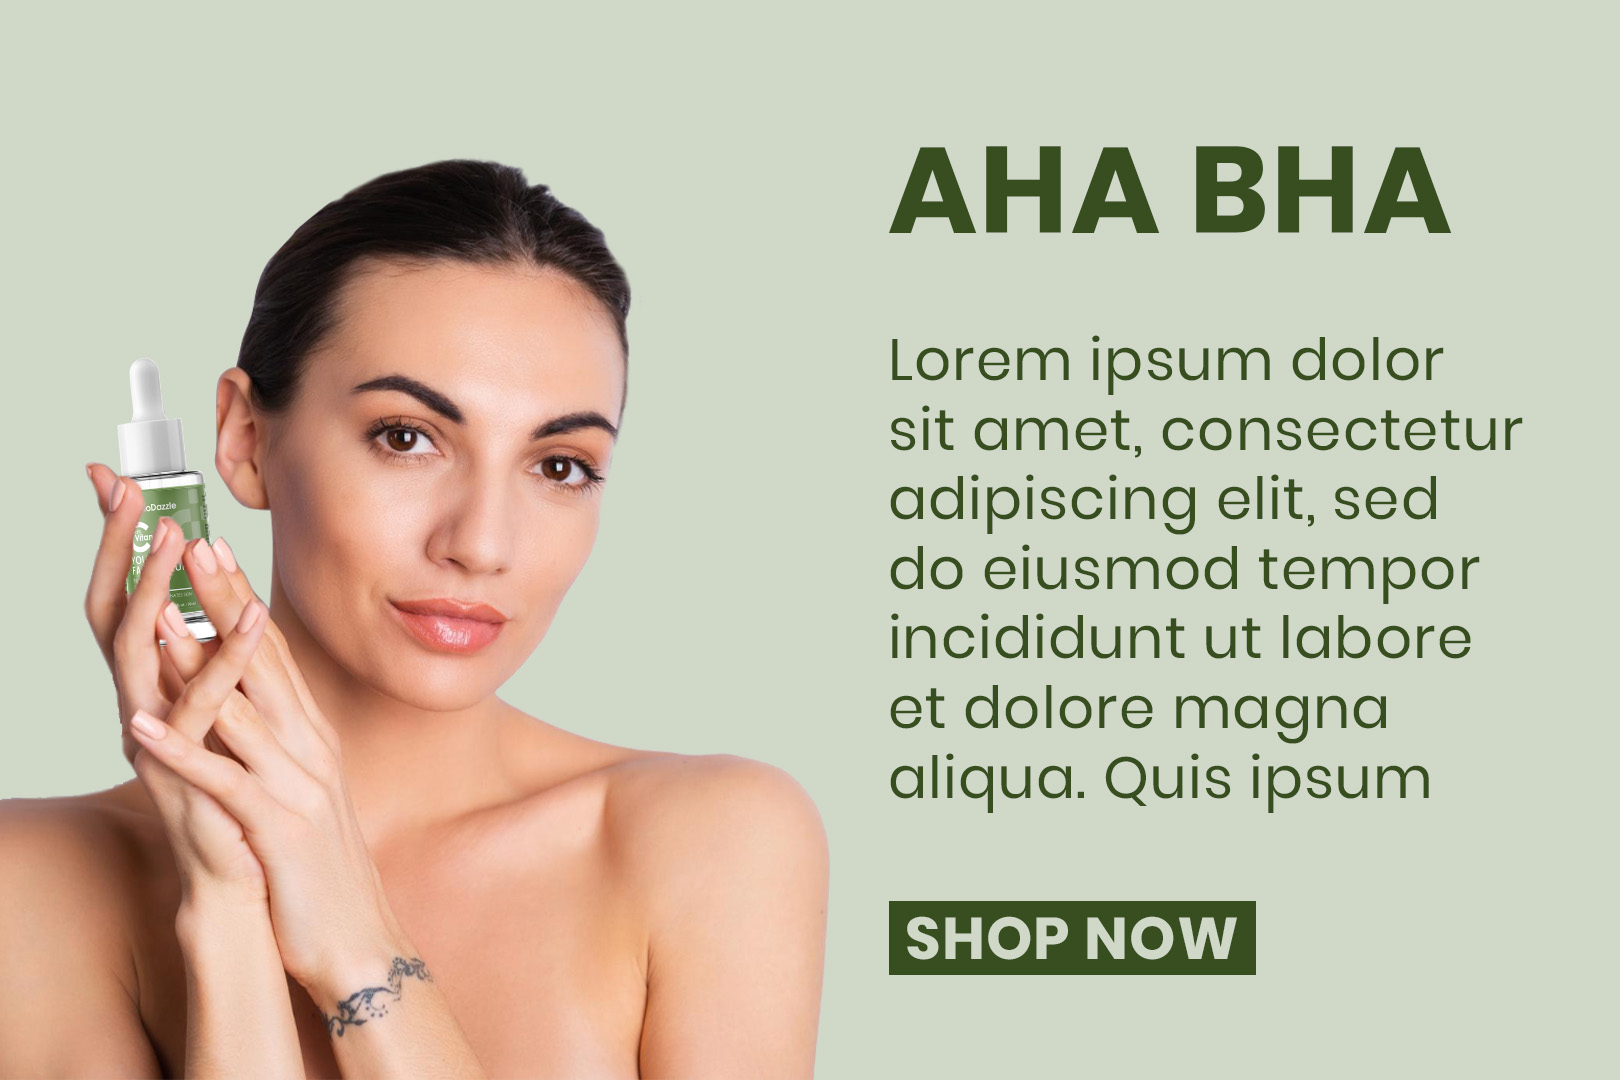 AHA BHA
Lorem ipsum dolor
sit amet, consectetur
adipiscing elit, sed
do eiusmod tempor
incididunt ut labore
et dolore magna
aliqua. Quis ipsum
SHOP NOW